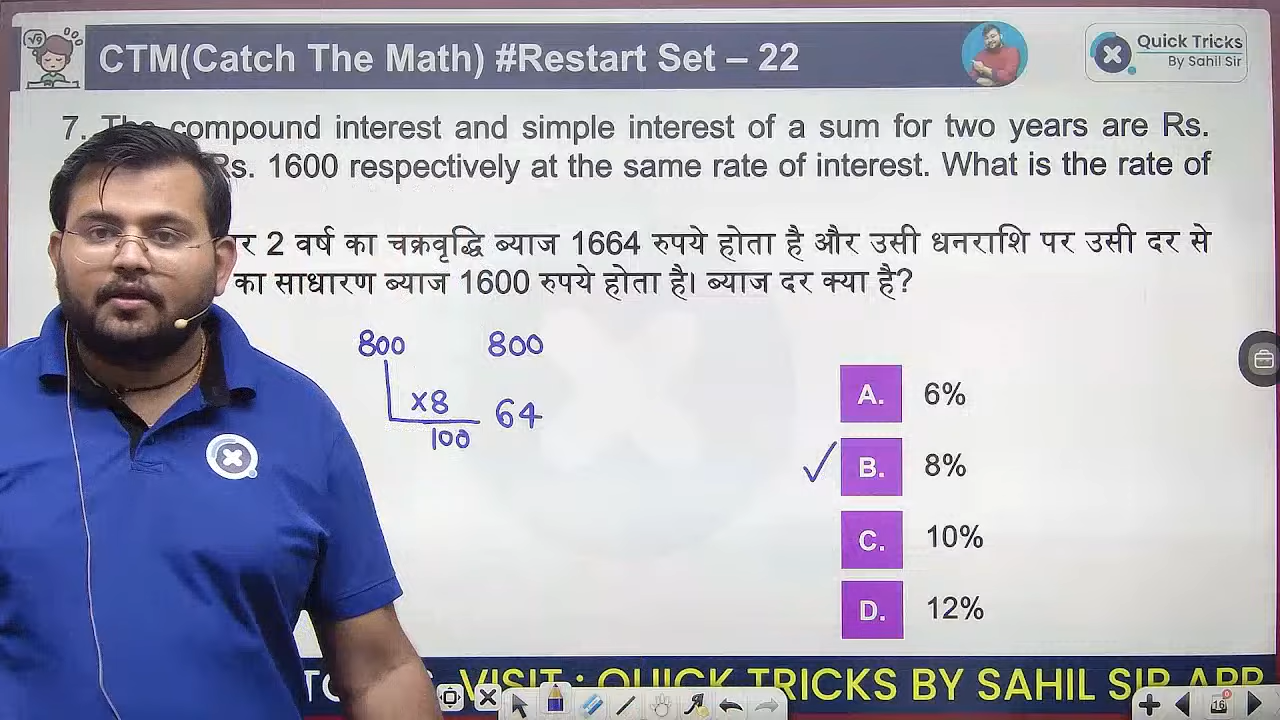 CTM(Catch The Math) #Restart Set – 22
Quick Tricks
By Sahil Sir
7. The compound interest and simple interest of a sum for two years are Rs.
Rs. 1600 respectively at the same rate of interest. What is the rate of
2 वर्ष का चक्रवृद्धि ब्याज 1664 रुपये होता है और उसी धनराशि पर उसी दर से
का साधारण ब्याज 1600 रुपये होता है। ब्याज दर क्या है?
800 800
×8 64
100
A. 6%
B. 8%
C. 10%
D. 12%
VISIT : QUICK TRICKS BY SAHIL SIR APP
16